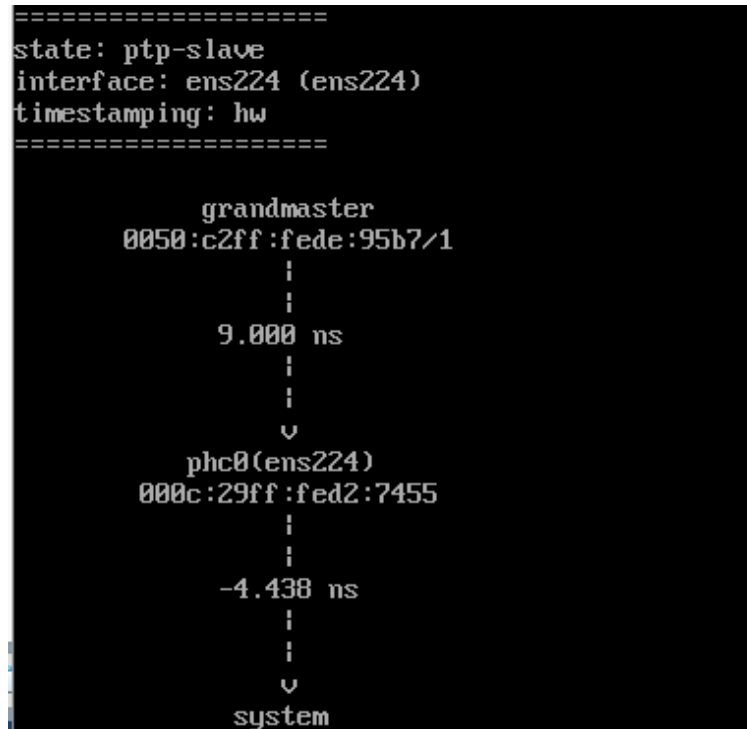 ====================
state: ptp-slave
interface: ens224 (ens224)
timestamping: hw
====================
grandmaster
0050:c2ff:fede:95b7/1
¦
¦
9.000 ns
¦
¦
v
phc0(ens224)
000c:29ff:fed2:7455
¦
¦
-4.438 ns
¦
¦
v
system